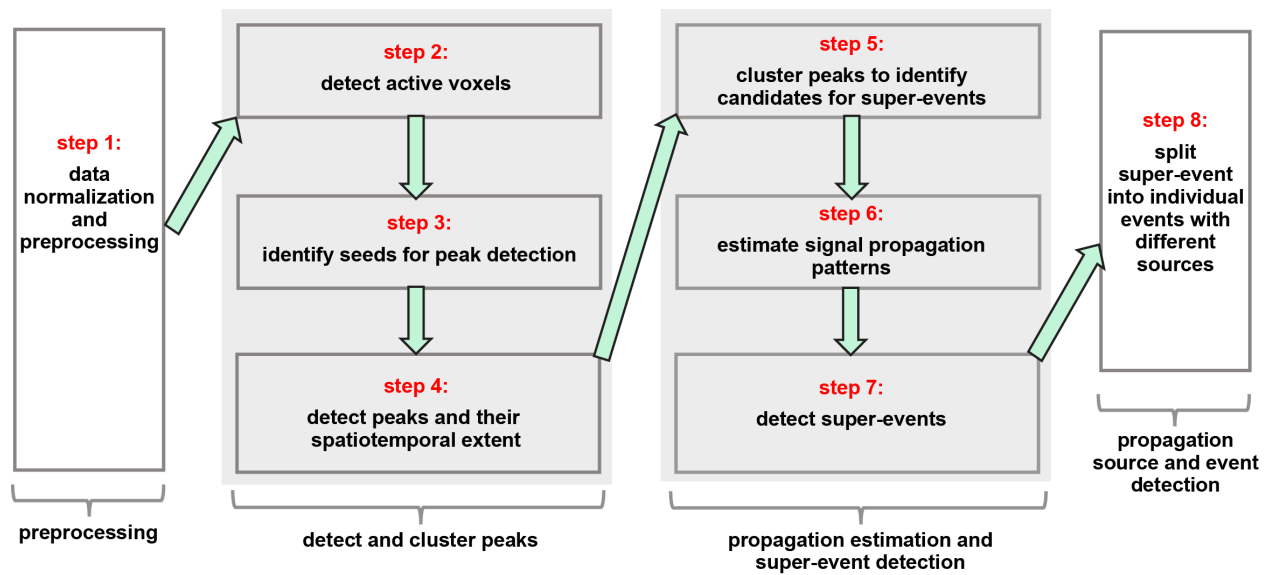 step 1:
data
normalization
and
preprocessing
step 2:
detect active voxels
step 3:
identify seeds for peak detection
step 4:
detect peaks and their
spatiotemporal extent
step 5:
cluster peaks to identify
candidates for super-events
step 6:
estimate signal propagation
patterns
step 7:
detect super-events
step 8:
split
super-event
into individual
events with
different
sources
preprocessing
detect and cluster peaks
propagation estimation and
super-event detection
propagation
source and event
detection